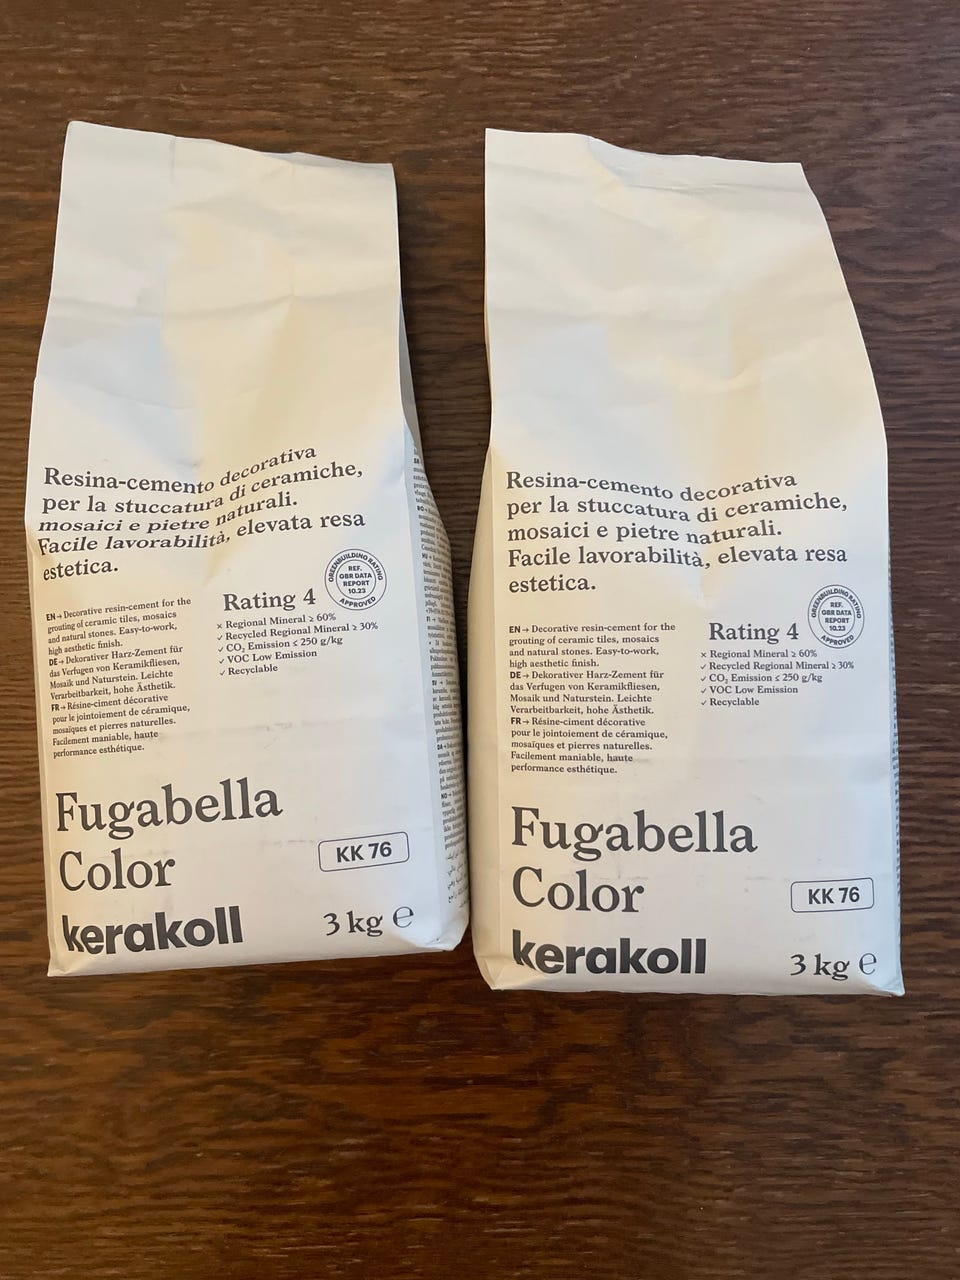 Resina-cemento decorativa
per la stuccatura di ceramiche,
mosaici e pietre naturali.
Facile lavorabilità, elevata resa
estetica.
EN → Decorative resin-cement for the
grouting of ceramic tiles, mosaics
and natural stones. Easy-to-work,
high aesthetic finish.
DE → Dekorativer Harz-Zement für
das Verfugen von Keramikfliesen,
Mosaik und Naturstein. Leichte
Verarbeitbarkeit, hohe Ästhetik.
FR → Résine-ciment décorative
pour le jointoiement de céramique,
mosaïques et pierres naturelles.
Facilement maniable, haute
performance esthétique.
Rating 4
× Regional Mineral ≥ 60%
✓ Recycled Regional Mineral ≥ 30%
✓ CO₂ Emission ≤ 250 g/kg
✓ VOC Low Emission
✓ Recyclable
GREENBUILDING RATING
REF.
GBR DATA
REPORT
10.23
APPROVED
Fugabella
Color
KK 76
kerakoll
3 kg ℮
Resina-cemento decorativa
per la stuccatura di ceramiche,
mosaici e pietre naturali.
Facile lavorabilità, elevata resa
estetica.
EN → Decorative resin-cement for the
grouting of ceramic tiles, mosaics
and natural stones. Easy-to-work,
high aesthetic finish.
DE → Dekorativer Harz-Zement für
das Verfugen von Keramikfliesen,
Mosaik und Naturstein. Leichte
Verarbeitbarkeit, hohe Ästhetik.
FR → Résine-ciment décorative
pour le jointoiement de céramique,
mosaïques et pierres naturelles.
Facilement maniable, haute
performance esthétique.
Rating 4
× Regional Mineral ≥ 60%
✓ Recycled Regional Mineral ≥ 30%
✓ CO₂ Emission ≤ 250 g/kg
✓ VOC Low Emission
✓ Recyclable
GREENBUILDING RATING
REF.
GBR DATA
REPORT
10.23
APPROVED
Fugabella
Color
KK 76
kerakoll
3 kg ℮